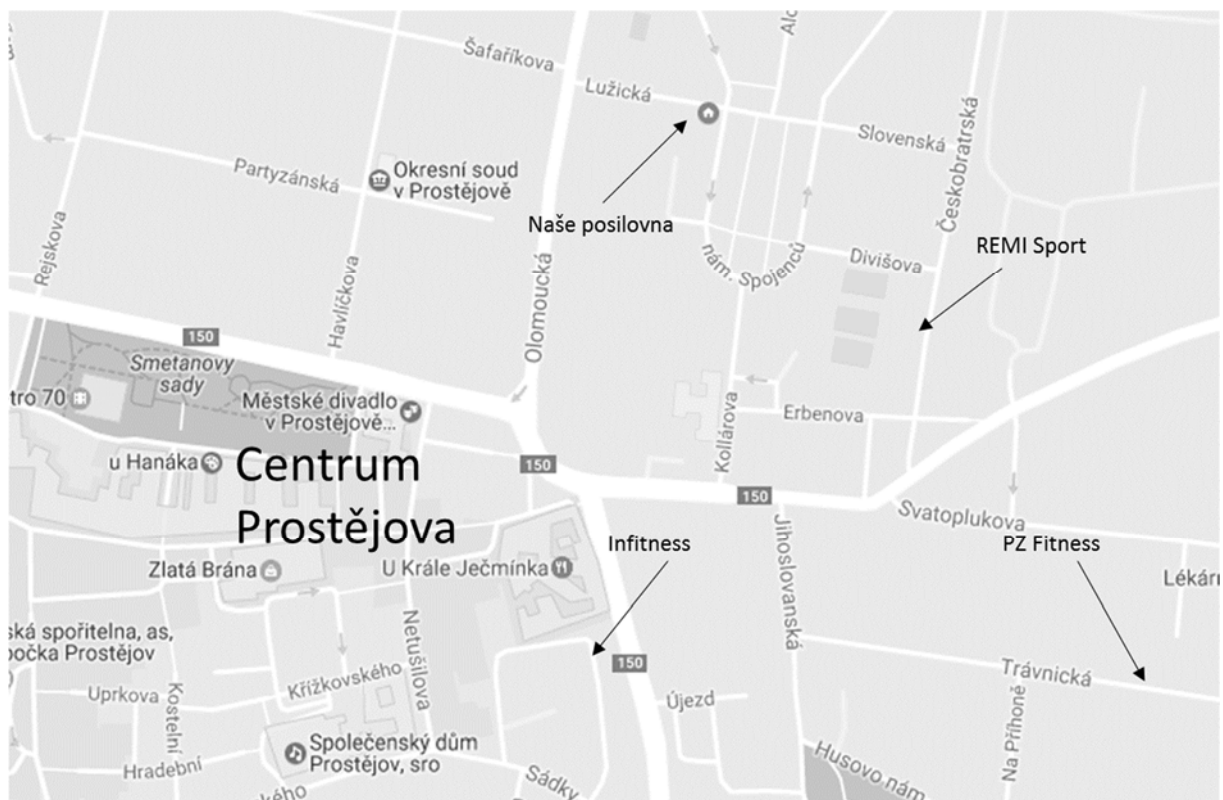 Šafaříkova
Lužická
Slovenská
Českobratrská
Partyzánská
Okresní soud
v Prostějově
Rejskova
Havlíčkova
Olomoucká
Naše posilovna
nám. Spojenců
Divišova
REMI Sport
150
Smetanovy
sady
tro 70
Městské divadlo
v Prostějově...
Kollárova
Erbenova
u Hanáka
Centrum
Prostějova
150
150
Svatoplukova
Jihoslovanská
Infitness
PZ Fitness
Zlatá Brána
U Krále Ječmínka
Lékárn
ská spořitelna, as,
bočka Prostějov
Netušilova
150
Trávnická
Křížkovského
Uprkova
Kostelní
Újezd
Na Příhoně
Společenský dům
Prostějov, sro
Hradební
ského
Sádky
Husovo nám